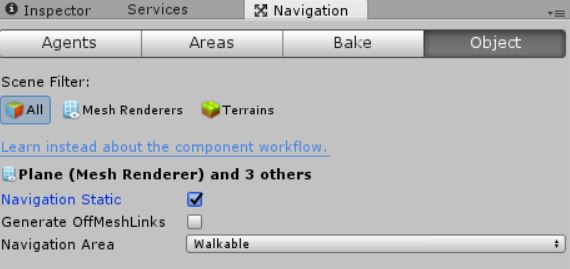 Inspector Services Navigation
Agents Areas Bake Object
Scene Filter:
All Mesh Renderers Terrains
Learn instead about the component workflow.
Plane (Mesh Renderer) and 3 others
Navigation Static
Generate OffMeshLinks
Navigation Area Walkable